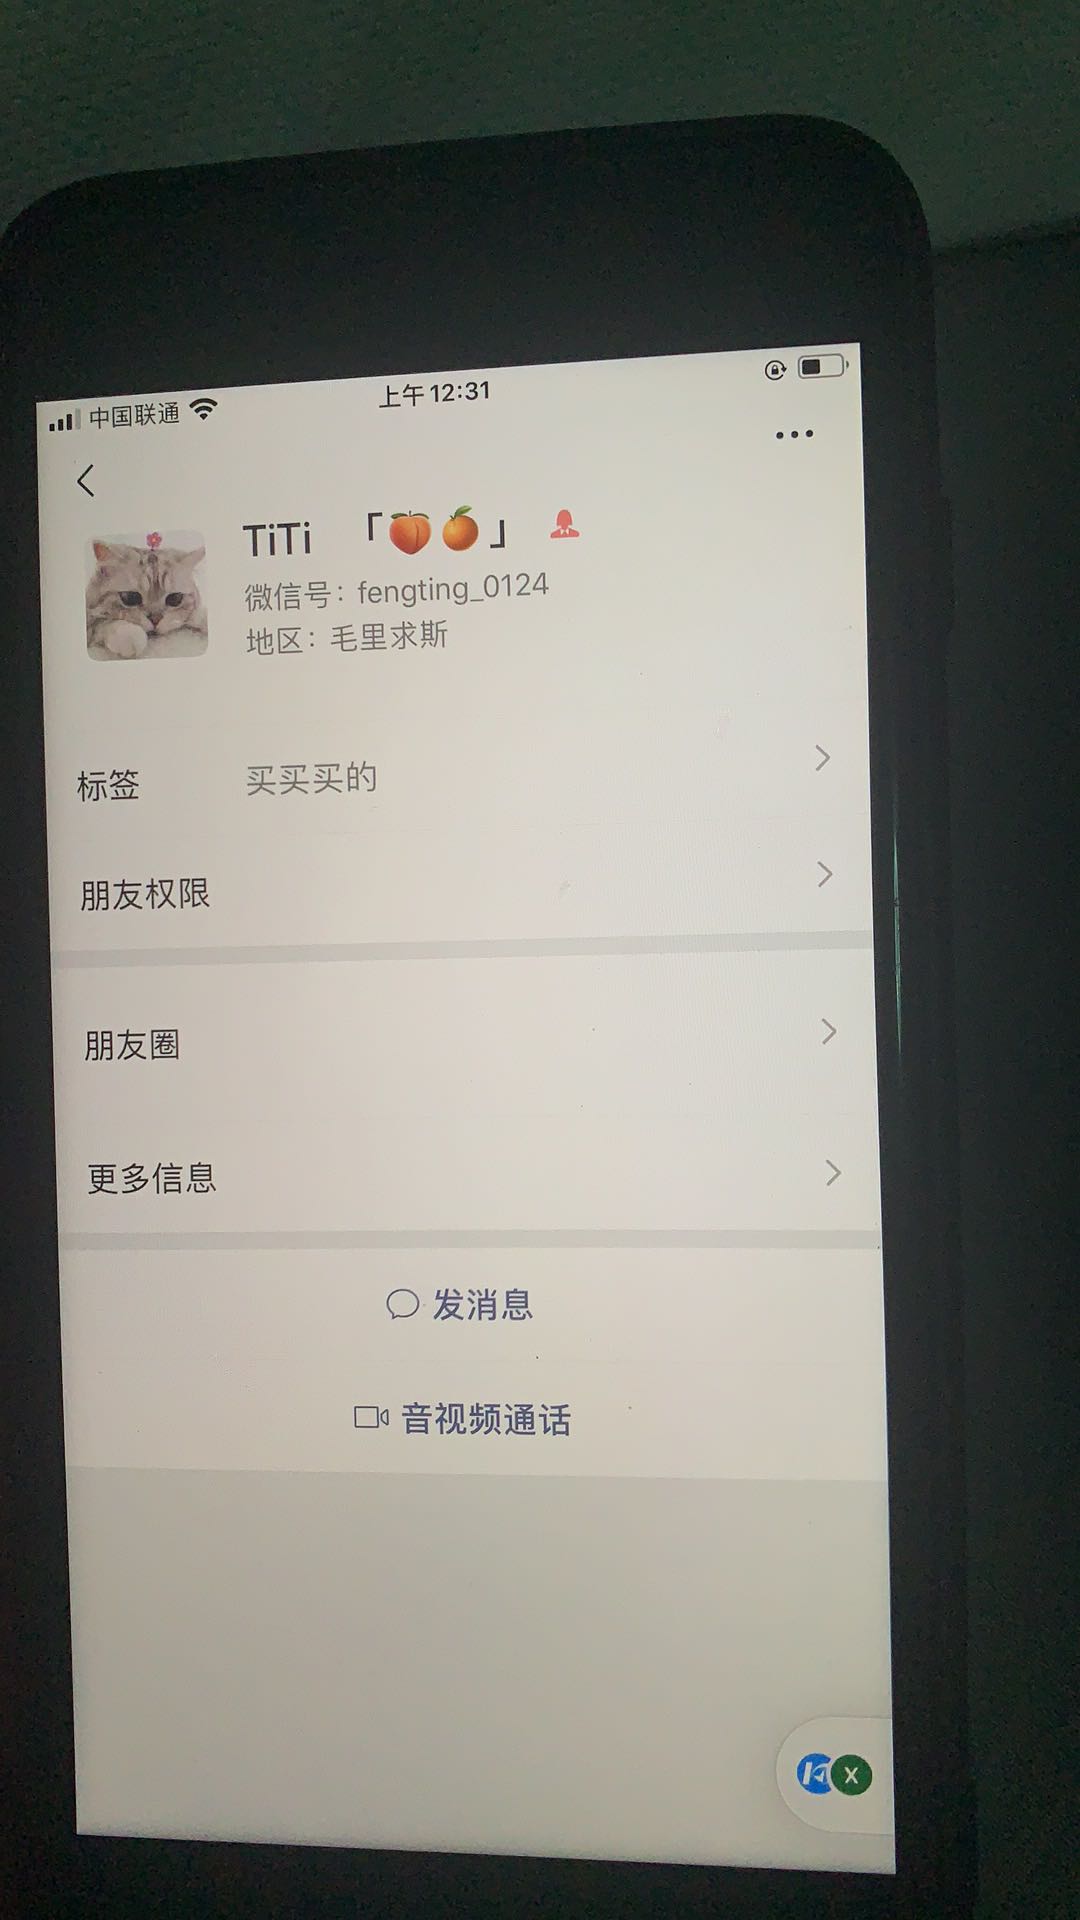 中国联通
上午12:31
TiTi 「🍑🍊」
微信号：fengting_0124
地区：毛里求斯
标签 买买买的
朋友权限
朋友圈
更多信息
发消息
音视频通话
X